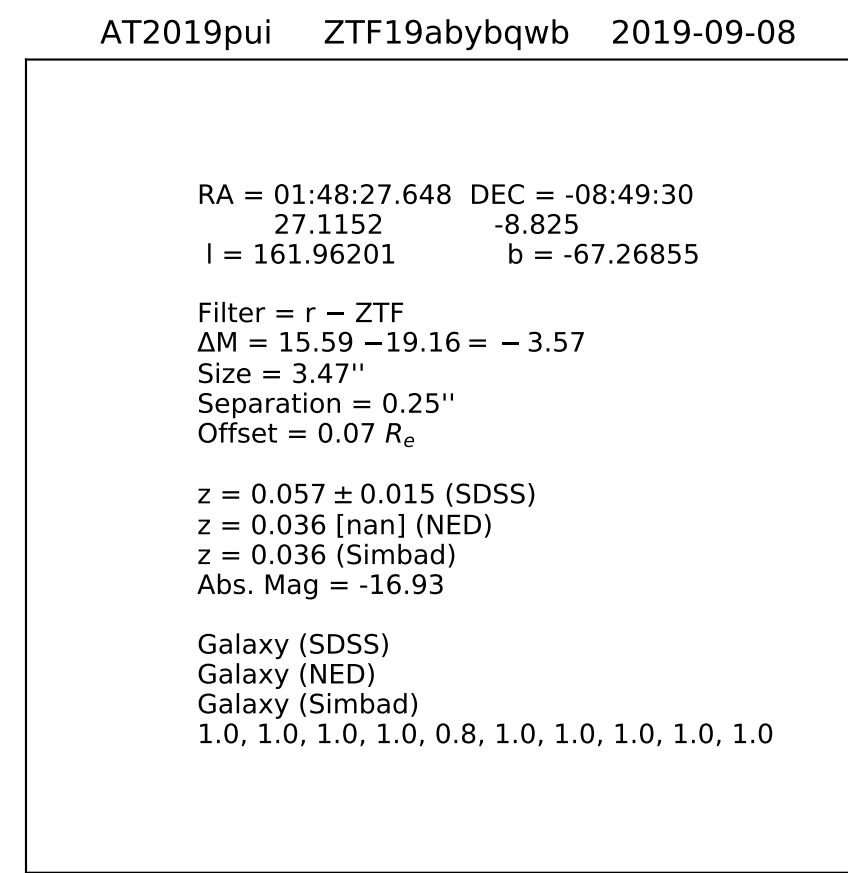 AT2019pui ZTF19abybqwb 2019-09-08
RA = 01:48:27.648 DEC = -08:49:30
27.1152 -8.825
l = 161.96201 b = -67.26855
Filter = r − ZTF
ΔM = 15.59 −19.16 = − 3.57
Size = 3.47''
Separation = 0.25''
Offset = 0.07 Rₑ
z = 0.057 ± 0.015 (SDSS)
z = 0.036 [nan] (NED)
z = 0.036 (Simbad)
Abs. Mag = -16.93
Galaxy (SDSS)
Galaxy (NED)
Galaxy (Simbad)
1.0, 1.0, 1.0, 1.0, 0.8, 1.0, 1.0, 1.0, 1.0, 1.0